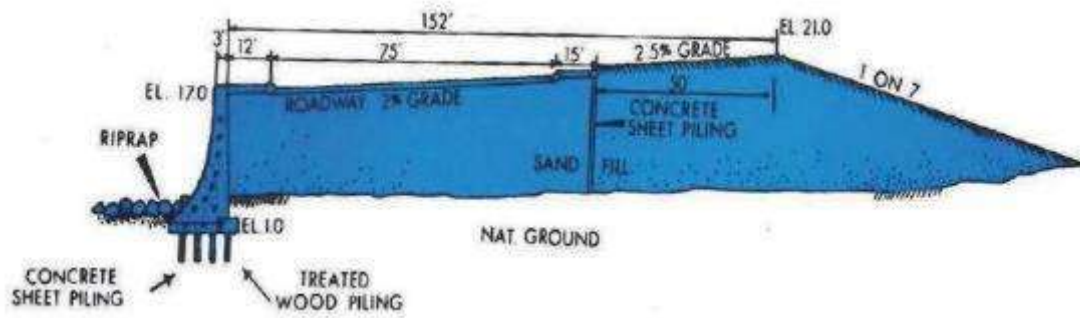 152'
EL 21.0
3'
12'
75'
15'
2.5% GRADE
EL. 17.0
ROADWAY 2% GRADE
50
CONCRETE
SHEET PILING
RIPRAP
SAND FILL
EL 1.0
NAT. GROUND
1 ON 7
CONCRETE
SHEET PILING
TREATED
WOOD PILING